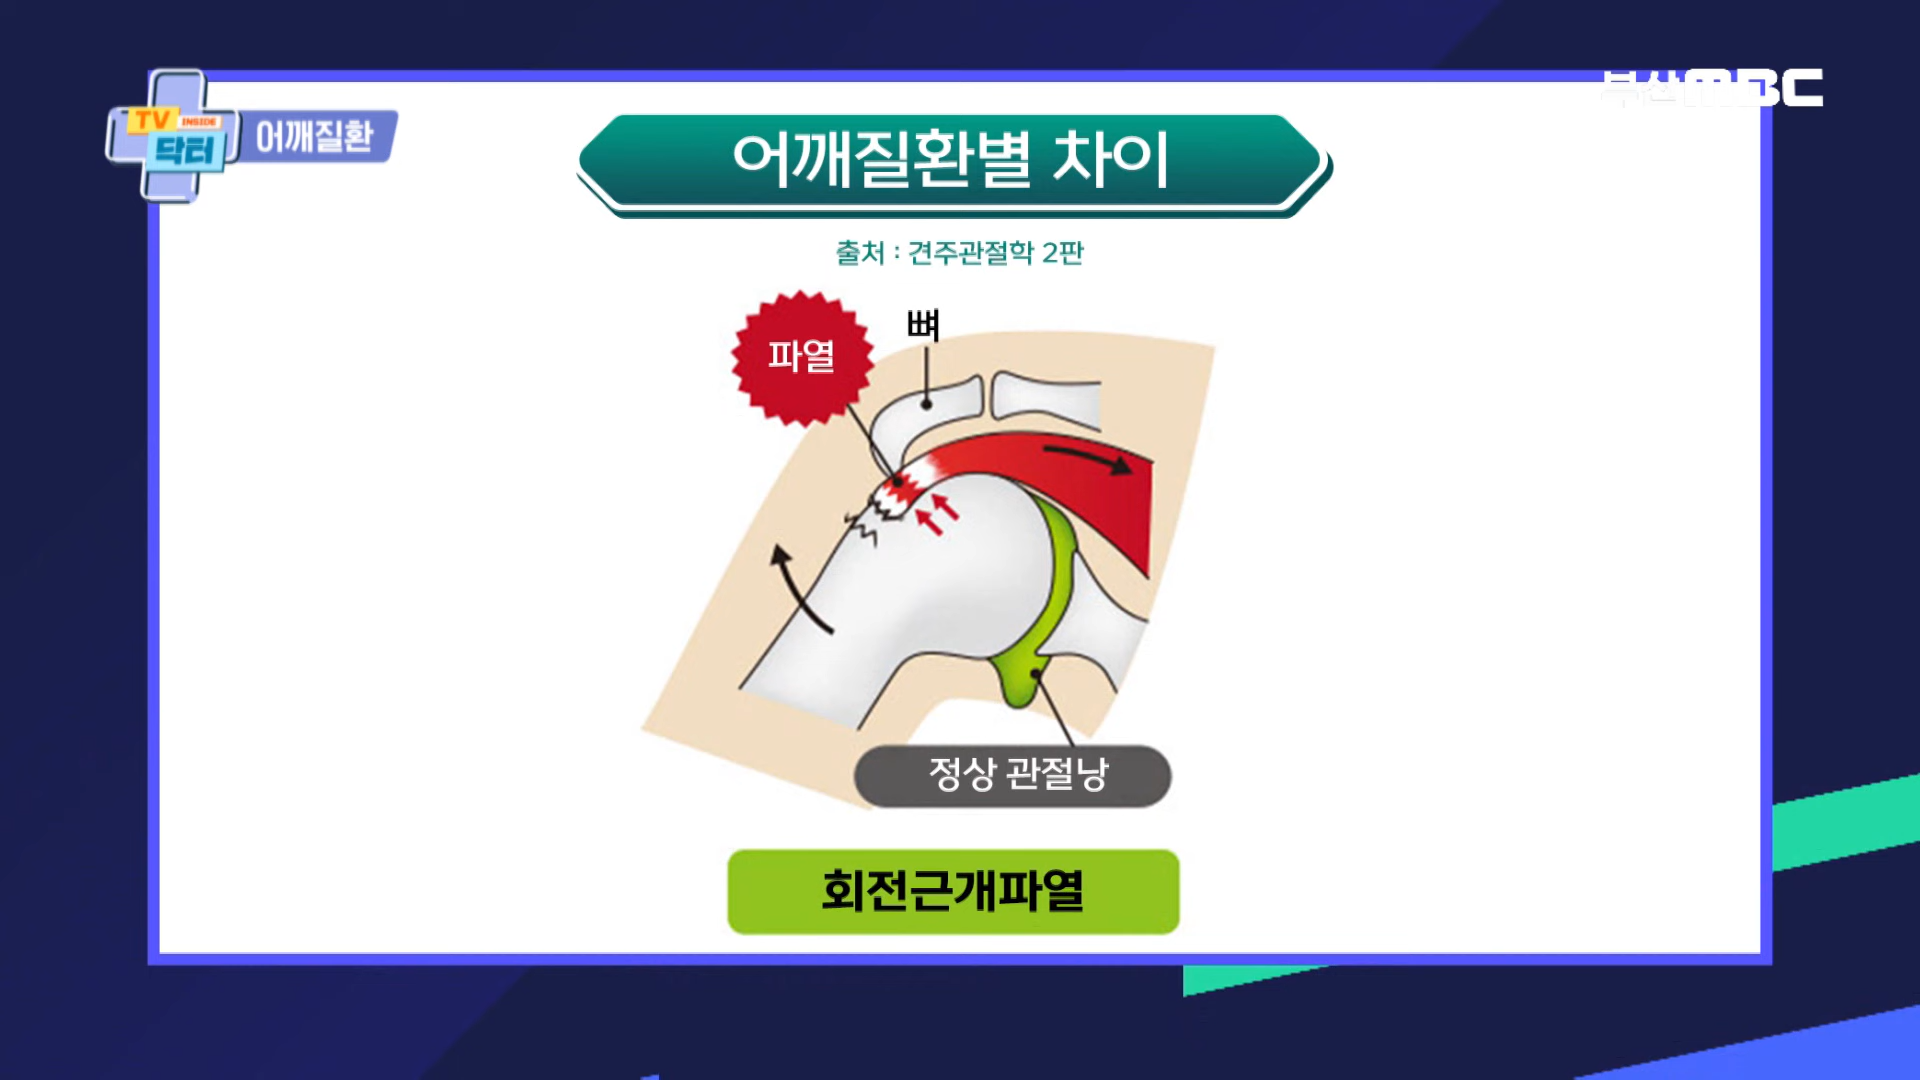 부산MBC
TV INSIDE
닥터
어깨질환
어깨질환별 차이
출처 : 견주관절학 2판
파열
뼈
정상 관절낭
회전근개파열